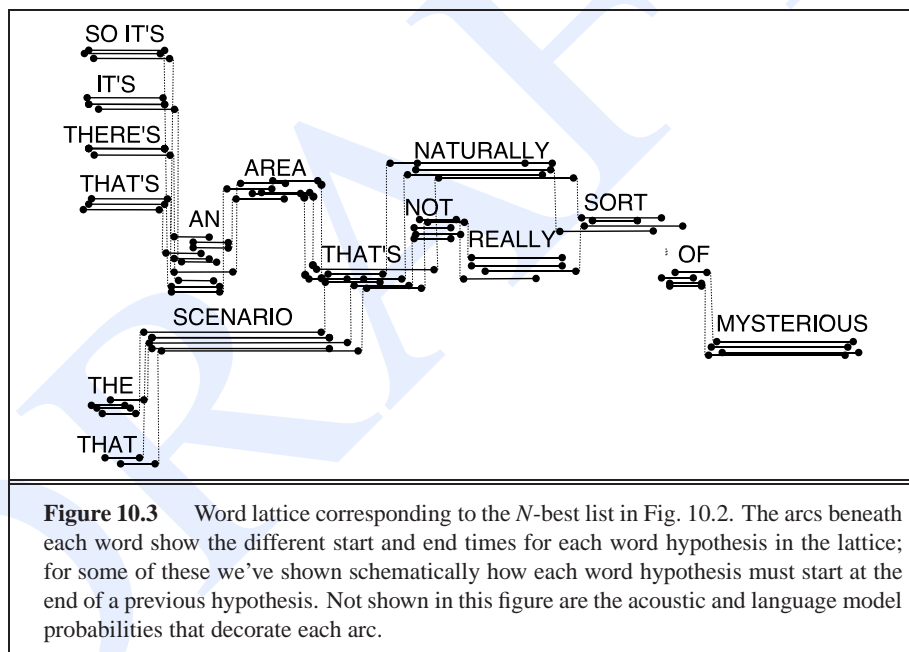 SO IT'S
IT'S
THERE'S
THAT'S
AN
AREA
THAT'S
NATURALLY
NOT
REALLY
SORT
OF
MYSTERIOUS
SCENARIO
THE
THAT
Figure 10.3 Word lattice corresponding to the N-best list in Fig. 10.2. The arcs beneath
each word show the different start and end times for each word hypothesis in the lattice;
for some of these we've shown schematically how each word hypothesis must start at the
end of a previous hypothesis. Not shown in this figure are the acoustic and language model
probabilities that decorate each arc.